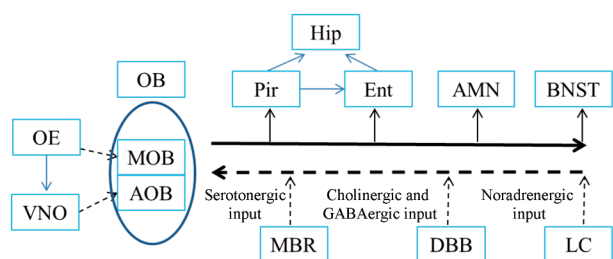 Hip
OB
Pir
Ent
AMN
BNST
OE
MOB
AOB
VNO
Serotonergic
input
Cholinergic and
GABAergic input
Noradrenergic
input
MBR
DBB
LC